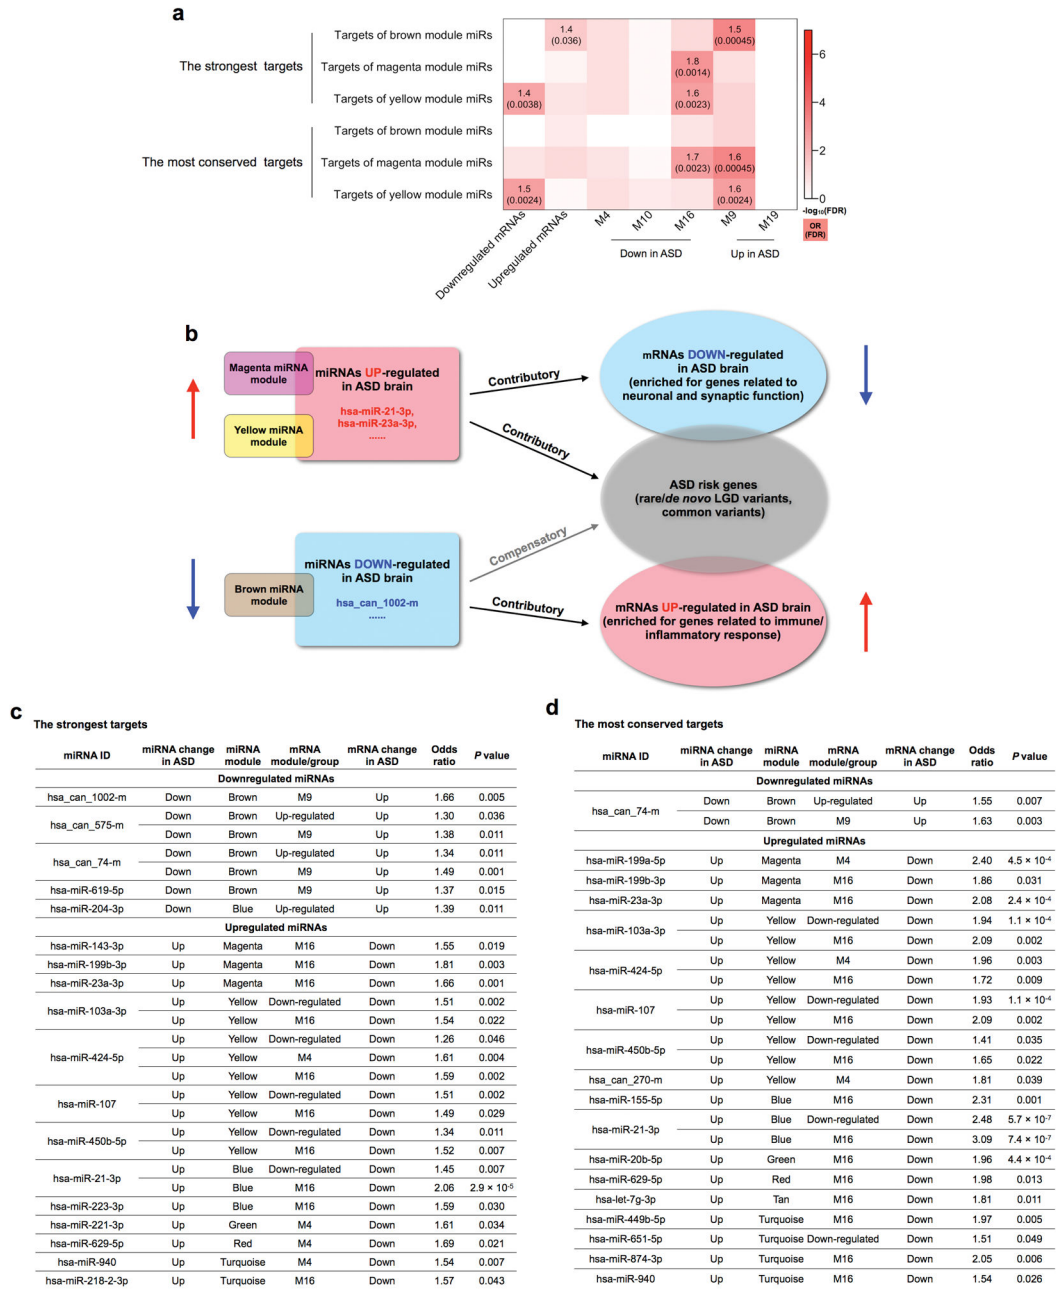 a
The strongest targets
Targets of brown module miRs
Targets of magenta module miRs
Targets of yellow module miRs
The most conserved targets
Targets of brown module miRs
Targets of magenta module miRs
Targets of yellow module miRs
1.4
(0.036)
1.5
(0.00045)
1.8
(0.0014)
1.4
(0.0038)
1.6
(0.0023)
1.7
(0.0023)
1.6
(0.00045)
1.5
(0.0024)
1.6
(0.0024)
Downregulated mRNAs
Upregulated mRNAs
M4
M10
M16
M9
M19
Down in ASD
Up in ASD
6
4
2
0
-log₁₀(FDR)
OR
(FDR)
b
Magenta miRNA
module
Yellow miRNA
module
miRNAs UP-regulated
in ASD brain
hsa-miR-21-3p,
hsa-miR-23a-3p,
......
Contributory
Contributory
mRNAs DOWN-regulated
in ASD brain
(enriched for genes related to
neuronal and synaptic function)
ASD risk genes
(rare/de novo LGD variants,
common variants)
Brown miRNA
module
miRNAs DOWN-regulated
in ASD brain
hsa_can_1002-m
......
Compensatory
Contributory
mRNAs UP-regulated in ASD brain
(enriched for genes related to immune/
inflammatory response)
c
The strongest targets
miRNA ID miRNA change in ASD miRNA module mRNA module/group mRNA change in ASD Odds ratio P value
Downregulated miRNAs
hsa_can_1002-m Down Brown M9 Up 1.66 0.005
hsa_can_575-m Down Brown Up-regulated Up 1.30 0.036
Down Brown M9 Up 1.38 0.011
hsa_can_74-m Down Brown Up-regulated Up 1.34 0.011
Down Brown M9 Up 1.49 0.001
hsa-miR-619-5p Down Brown M9 Up 1.37 0.015
hsa-miR-204-3p Down Blue Up-regulated Up 1.39 0.011
Upregulated miRNAs
hsa-miR-143-3p Up Magenta M16 Down 1.55 0.019
hsa-miR-199b-3p Up Magenta M16 Down 1.81 0.003
hsa-miR-23a-3p Up Magenta M16 Down 1.66 0.001
hsa-miR-103a-3p Up Yellow Down-regulated Down 1.51 0.002
Up Yellow M16 Down 1.54 0.022
hsa-miR-424-5p Up Yellow Down-regulated Down 1.26 0.046
Up Yellow M4 Down 1.61 0.004
Up Yellow M16 Down 1.59 0.002
hsa-miR-107 Up Yellow Down-regulated Down 1.51 0.002
Up Yellow M16 Down 1.49 0.029
hsa-miR-450b-5p Up Yellow Down-regulated Down 1.34 0.011
Up Yellow M16 Down 1.52 0.007
hsa-miR-21-3p Up Blue Down-regulated Down 1.45 0.007
Up Blue M16 Down 2.06 2.9 × 10⁻⁵
hsa-miR-223-3p Up Blue M16 Down 1.59 0.030
hsa-miR-221-3p Up Green M4 Down 1.61 0.034
hsa-miR-629-5p Up Red M4 Down 1.69 0.021
hsa-miR-940 Up Turquoise M4 Down 1.54 0.007
hsa-miR-218-2-3p Up Turquoise M16 Down 1.57 0.043
d
The most conserved targets
miRNA ID miRNA change in ASD miRNA module mRNA module/group mRNA change in ASD Odds ratio P value
Downregulated miRNAs
hsa_can_74-m Down Brown Up-regulated Up 1.55 0.007
Down Brown M9 Up 1.63 0.003
Upregulated miRNAs
hsa-miR-199a-5p Up Magenta M4 Down 2.40 4.5 × 10⁻⁴
hsa-miR-199b-3p Up Magenta M16 Down 1.86 0.031
hsa-miR-23a-3p Up Magenta M16 Down 2.08 2.4 × 10⁻⁴
hsa-miR-103a-3p Up Yellow Down-regulated Down 1.94 1.1 × 10⁻⁴
Up Yellow M16 Down 2.09 0.002
hsa-miR-424-5p Up Yellow M4 Down 1.96 0.003
Up Yellow M16 Down 1.72 0.009
hsa-miR-107 Up Yellow Down-regulated Down 1.93 1.1 × 10⁻⁴
Up Yellow M16 Down 2.09 0.002
hsa-miR-450b-5p Up Yellow Down-regulated Down 1.41 0.035
Up Yellow M16 Down 1.65 0.022
hsa_can_270-m Up Yellow M4 Down 1.81 0.039
hsa-miR-155-5p Up Blue M16 Down 2.31 0.001
hsa-miR-21-3p Up Blue Down-regulated Down 2.48 5.7 × 10⁻⁷
Up Blue M16 Down 3.09 7.4 × 10⁻⁷
hsa-miR-20b-5p Up Green M16 Down 1.96 4.4 × 10⁻⁴
hsa-miR-629-5p Up Red M16 Down 1.98 0.013
hsa-let-7g-3p Up Tan M16 Down 1.81 0.011
hsa-miR-449b-5p Up Turquoise M16 Down 1.97 0.005
hsa-miR-651-5p Up Turquoise Down-regulated Down 1.51 0.049
hsa-miR-874-3p Up Turquoise M16 Down 2.05 0.006
hsa-miR-940 Up Turquoise M16 Down 1.54 0.026